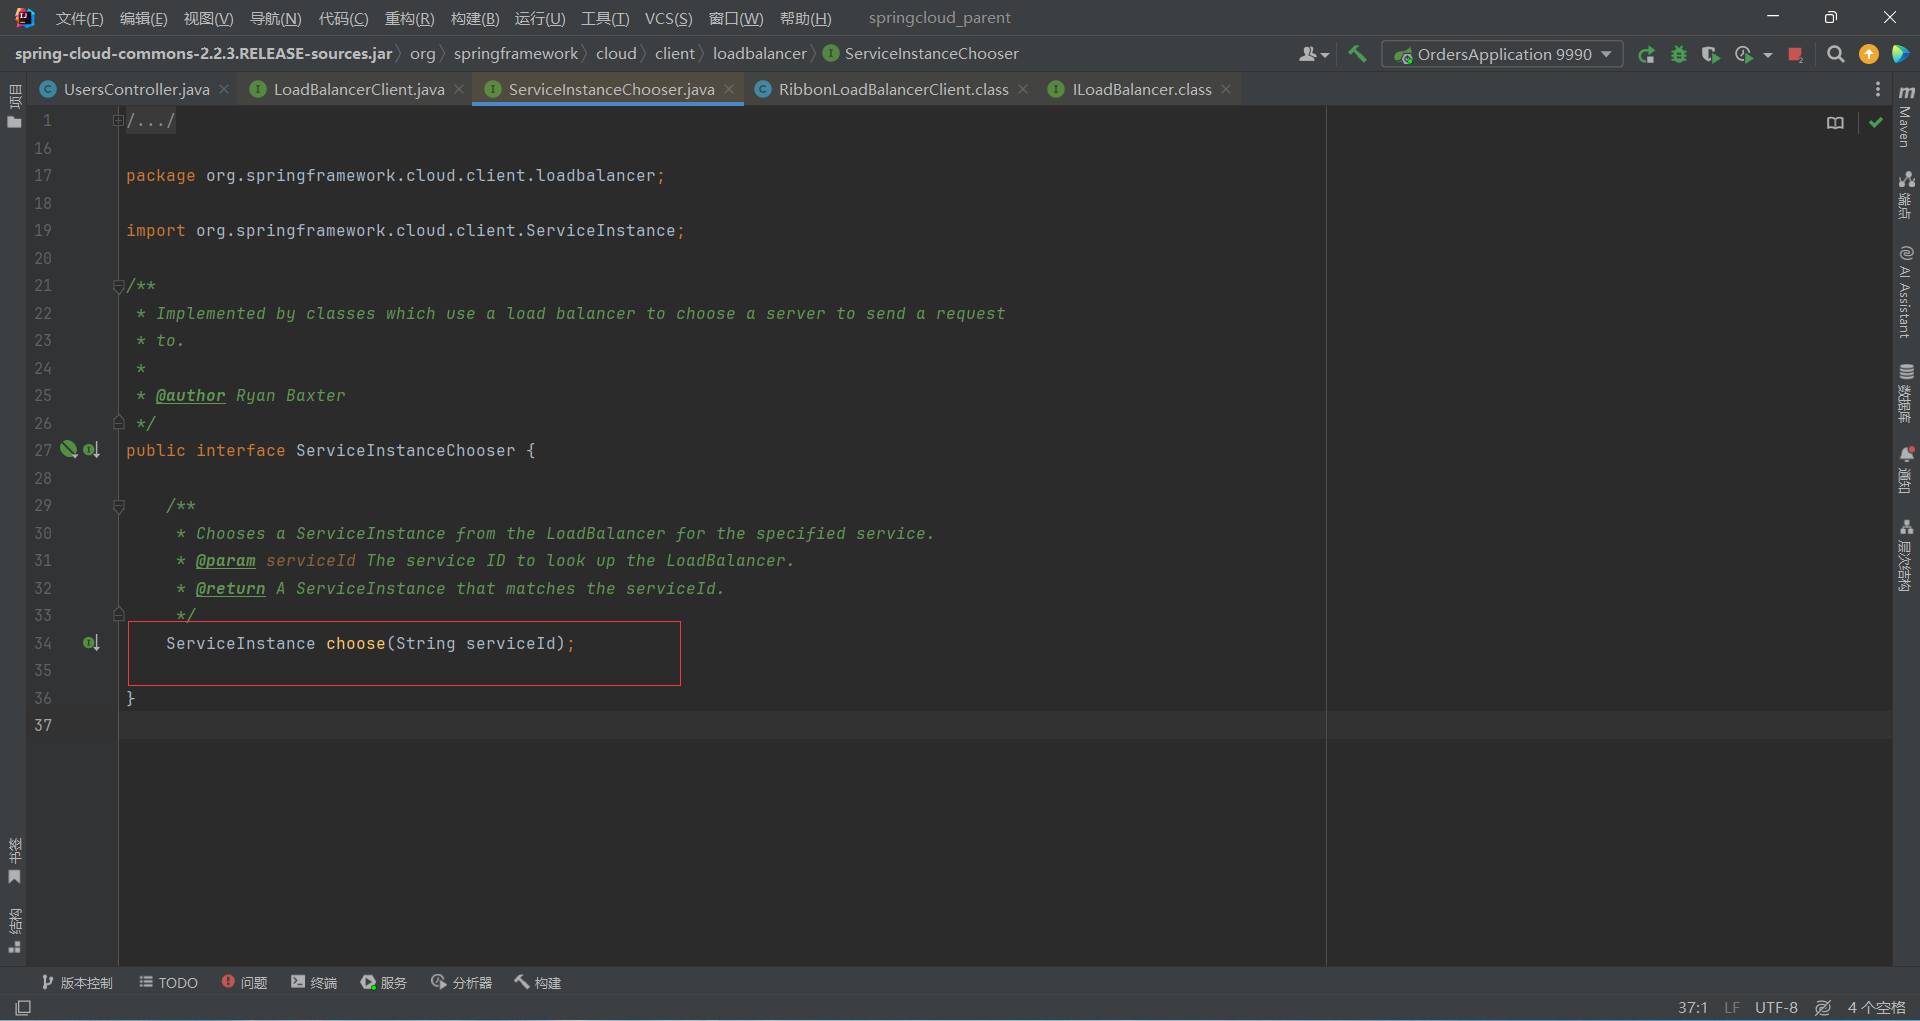 文件(F) 编辑(E) 视图(V) 导航(N) 代码(C) 重构(R) 构建(B) 运行(U) 工具(T) VCS(S) 窗口(W) 帮助(H) springcloud_parent
spring-cloud-commons-2.2.3.RELEASE-sources.jar org springframework cloud client loadbalancer ServiceInstanceChooser OrdersApplication 9990
UsersController.java LoadBalancerClient.java ServiceInstanceChooser.java RibbonLoadBalancerClient.class ILoadBalancer.class
项目
1 /.../
16
17 package org.springframework.cloud.client.loadbalancer;
18
19 import org.springframework.cloud.client.ServiceInstance;
20
21 /**
22 * Implemented by classes which use a load balancer to choose a server to send a request
23 * to.
24 *
25 * @author Ryan Baxter
26 */
27 public interface ServiceInstanceChooser {
28
29 /**
30 * Chooses a ServiceInstance from the LoadBalancer for the specified service.
31 * @param serviceId The service ID to look up the LoadBalancer.
32 * @return A ServiceInstance that matches the serviceId.
33 */
34 ServiceInstance choose(String serviceId);
35
36 }
37
Maven
端点
AI Assistant
数据库
通知
层次结构
书签
结构
版本控制 TODO 问题 终端 服务 分析器 构建
37:1 LF UTF-8 4 个空格